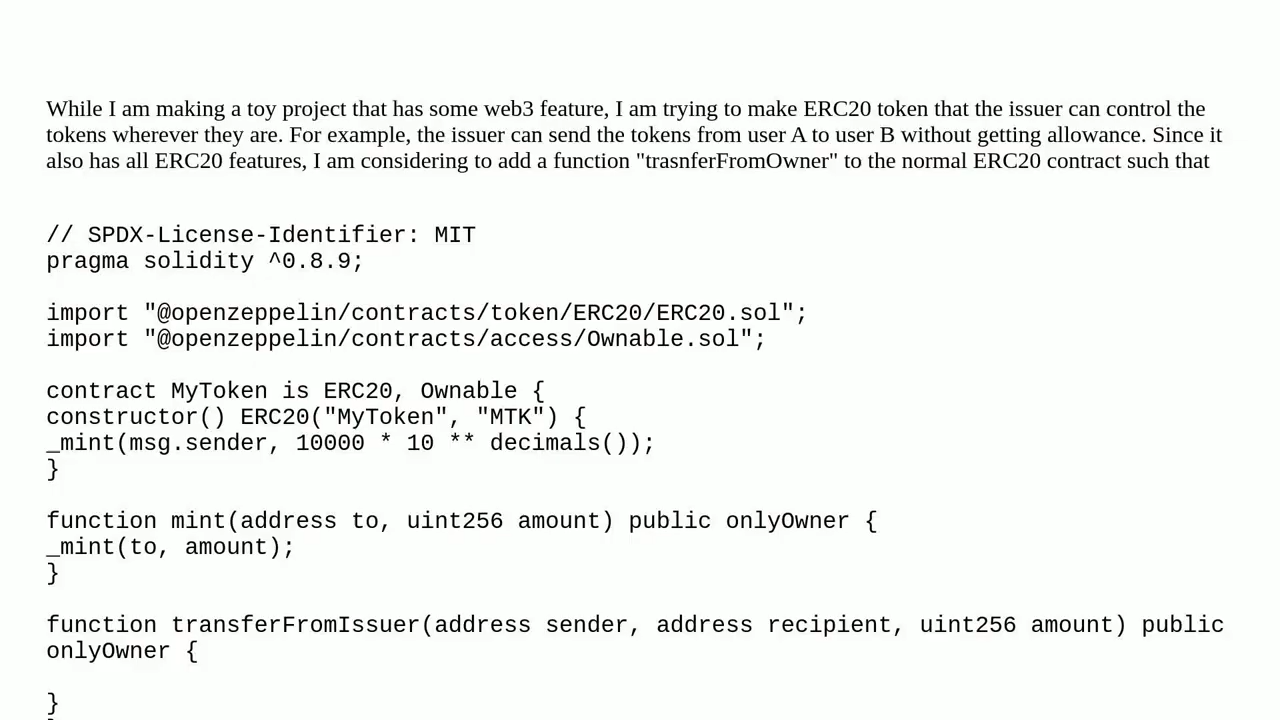 While I am making a toy project that has some web3 feature, I am trying to make ERC20 token that the issuer can control the
tokens wherever they are. For example, the issuer can send the tokens from user A to user B without getting allowance. Since it
also has all ERC20 features, I am considering to add a function "trasnferFromOwner" to the normal ERC20 contract such that
// SPDX-License-Identifier: MIT
pragma solidity ^0.8.9;
import "@openzeppelin/contracts/token/ERC20/ERC20.sol";
import "@openzeppelin/contracts/access/Ownable.sol";
contract MyToken is ERC20, Ownable {
constructor() ERC20("MyToken", "MTK") {
_mint(msg.sender, 10000 * 10 ** decimals());
}
function mint(address to, uint256 amount) public onlyOwner {
_mint(to, amount);
}
function transferFromIssuer(address sender, address recipient, uint256 amount) public
onlyOwner {
}